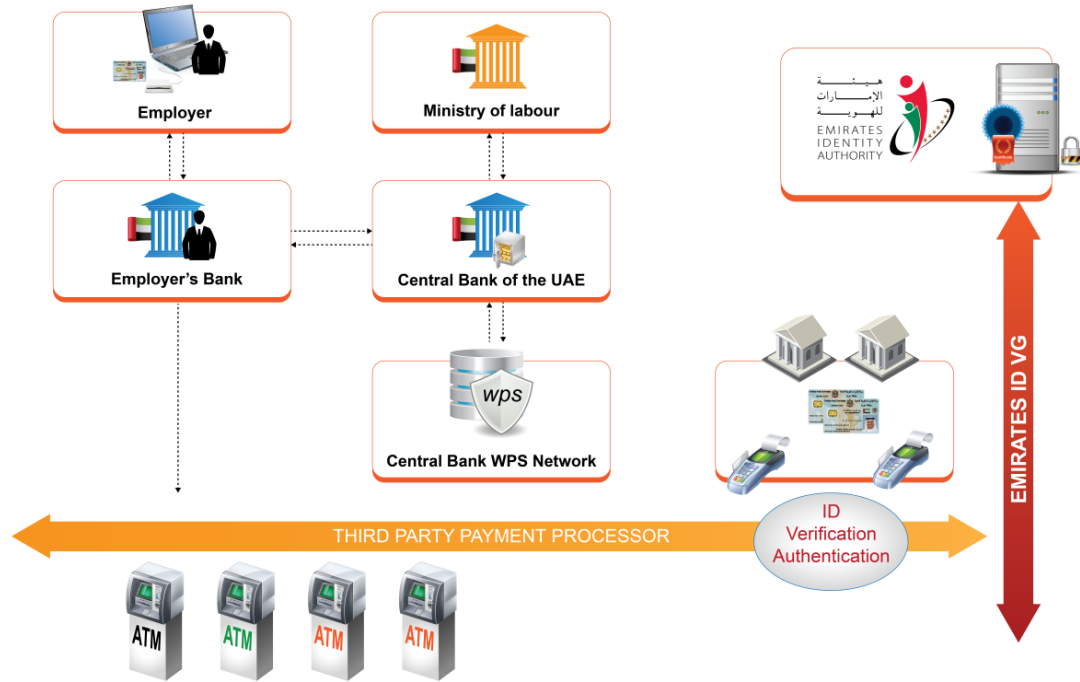 Employer
Ministry of labour
هيئة
الإمارات
للهوية
EMIRATES
IDENTITY
AUTHORITY
Employer's Bank
Central Bank of the UAE
wps
Central Bank WPS Network
EMIRATES ID VG
THIRD PARTY PAYMENT PROCESSOR
ID
Verification
Authentication
ATM
ATM
ATM
ATM